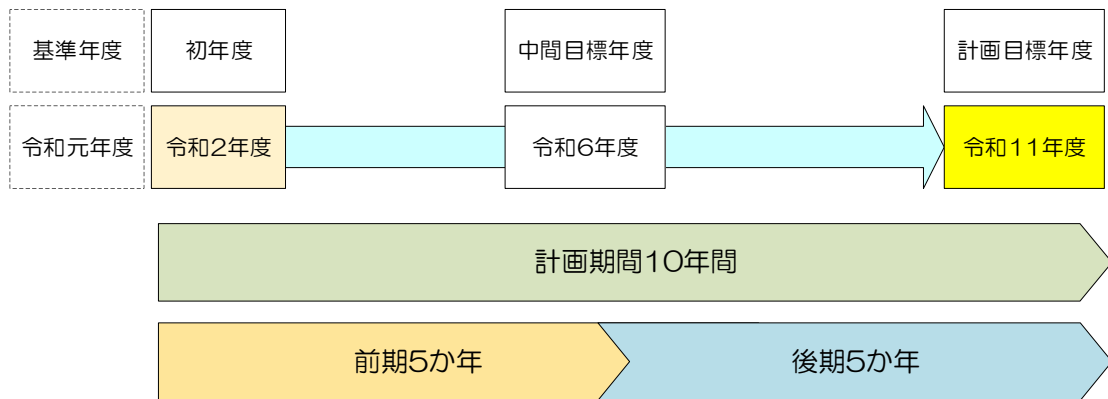 基準年度
初年度
中間目標年度
計画目標年度
令和元年度
令和2年度
令和6年度
令和11年度
計画期間10年間
前期5か年
後期5か年